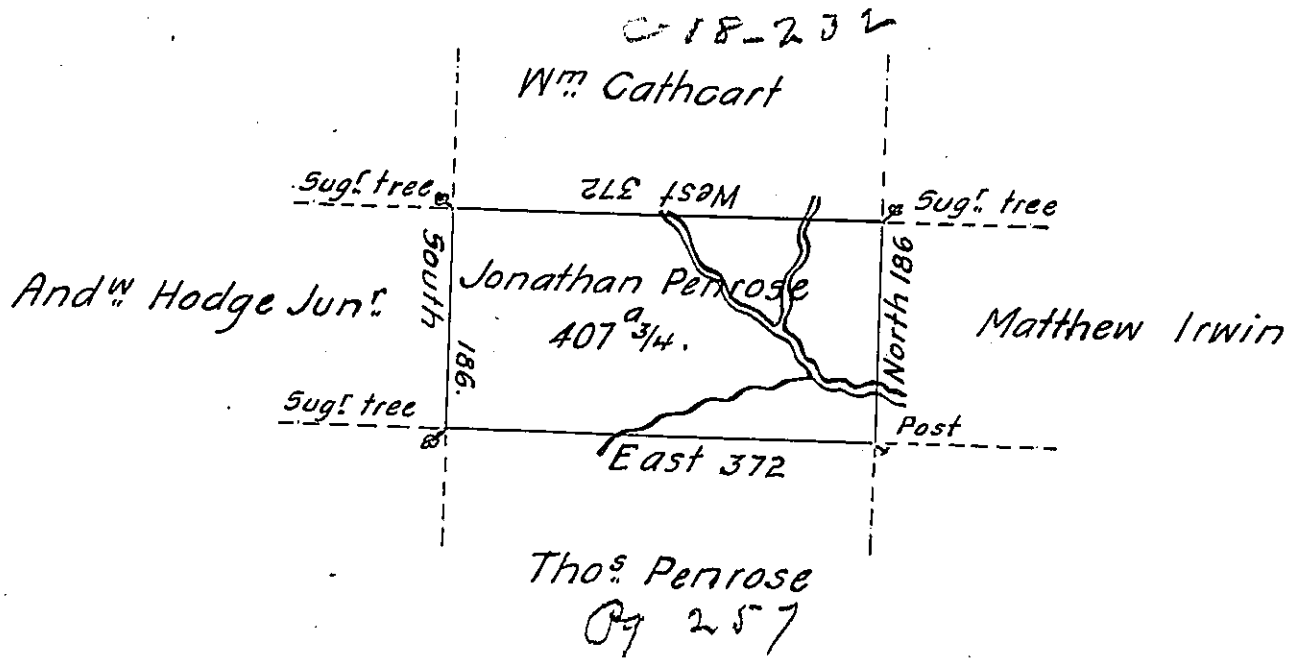 C-18-232
Wm Cathcart
Sugr tree
West 372
Sugr tree
South 186.
Jonathan Penrose
407 a 3/4.
North 186
Andw Hodge Junr
Matthew Irwin
Sugr tree
Post
East 372
Thos Penrose
Pg 257